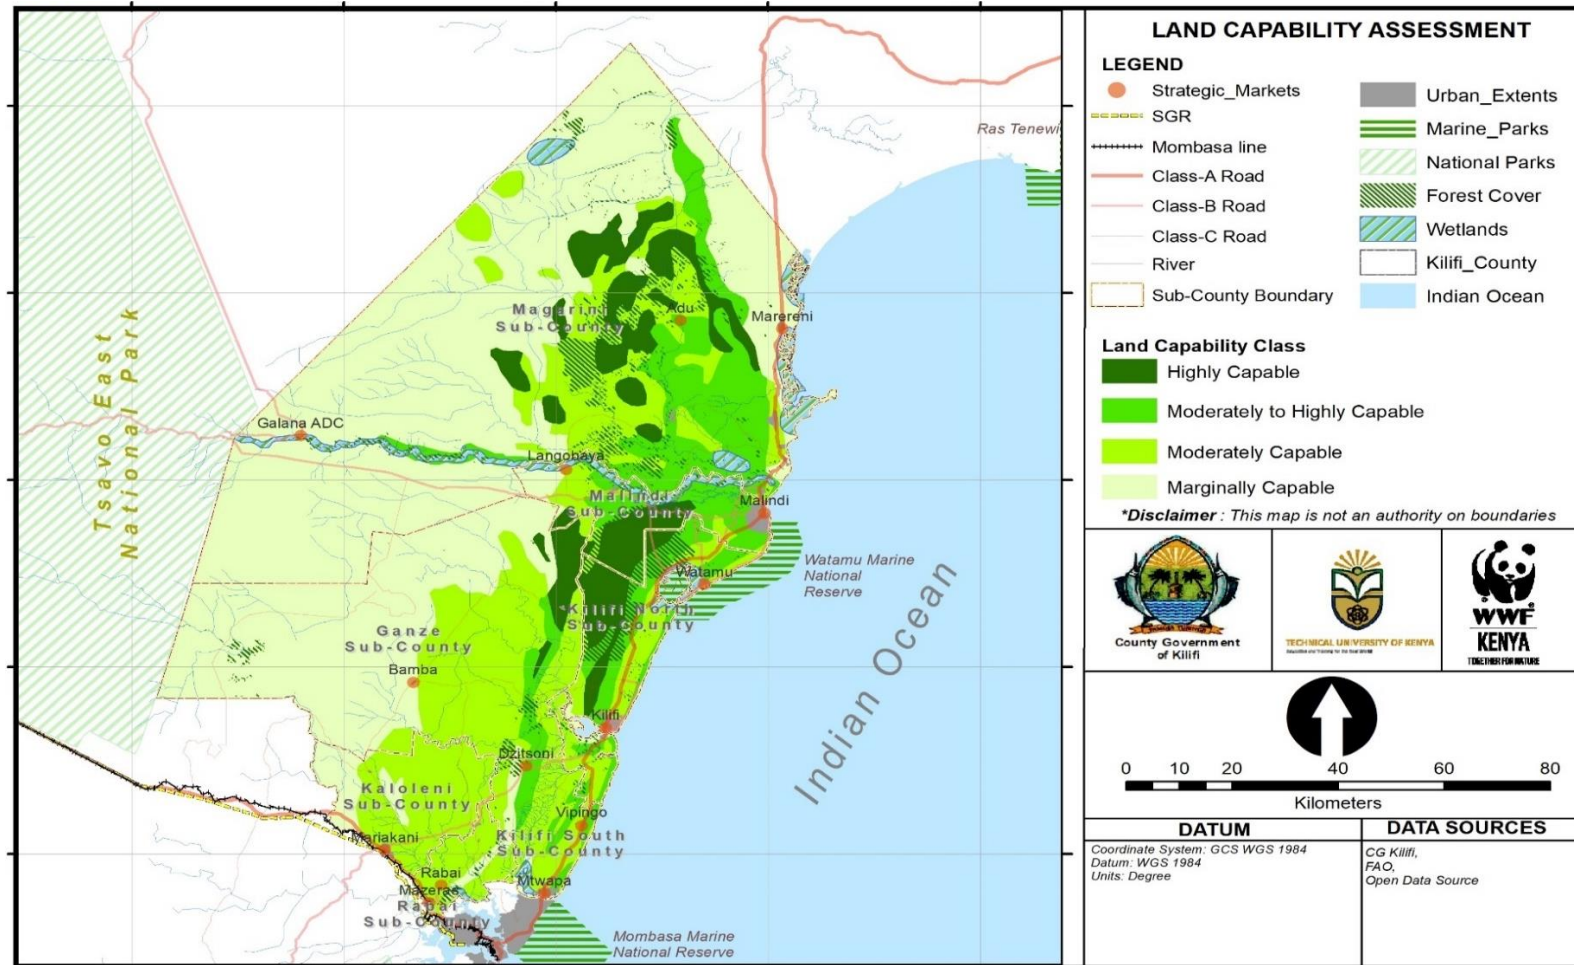 LAND CAPABILITY ASSESSMENT
LEGEND
Strategic_Markets
SGR
Mombasa line
Class-A Road
Class-B Road
Class-C Road
River
Sub-County Boundary
Urban_Extents
Marine_Parks
National Parks
Forest Cover
Wetlands
Kilifi_County
Indian Ocean
Land Capability Class
Highly Capable
Moderately to Highly Capable
Moderately Capable
Marginally Capable
*Disclaimer : This map is not an authority on boundaries
County Government
of Kilifi
TECHNICAL UNIVERSITY OF KENYA
WWF
KENYA
TOGETHER FOR NATURE
0 10 20 40 60 80
Kilometers
DATUM
Coordinate System: GCS WGS 1984
Datum: WGS 1984
Units: Degree
DATA SOURCES
CG Kilifi,
FAO,
Open Data Source
Ras Tenewi
Tsavo East
National Park
Magarini
Sub-County
Adu
Marereni
Galana ADC
Langobaya
Malindi
Sub-County
Malindi
Watamu Marine
National
Reserve
Watamu
Kilifi North
Sub-County
Ganze
Sub-County
Bamba
Kilifi
Dzitsoni
Indian Ocean
Kaloleni
Sub-County
Vipingo
Kilifi South
Sub-County
Mariakani
Rabai
Mazeras
Rabai
Sub-County
Mtwapa
Mombasa Marine
National Reserve